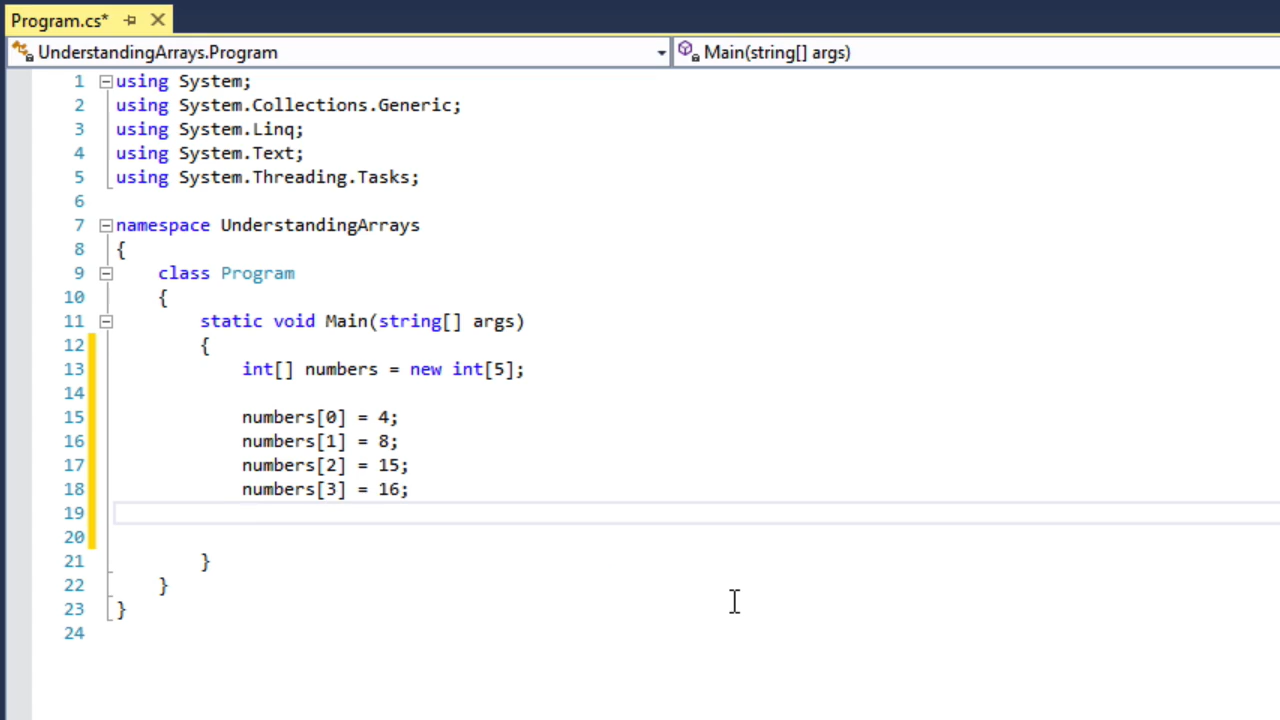 Program.cs*
UnderstandingArrays.Program Main(string[] args)
1 using System;
2 using System.Collections.Generic;
3 using System.Linq;
4 using System.Text;
5 using System.Threading.Tasks;
6
7 namespace UnderstandingArrays
8 {
9 class Program
10 {
11 static void Main(string[] args)
12 {
13 int[] numbers = new int[5];
14
15 numbers[0] = 4;
16 numbers[1] = 8;
17 numbers[2] = 15;
18 numbers[3] = 16;
19
20
21 }
22 }
23 }
24